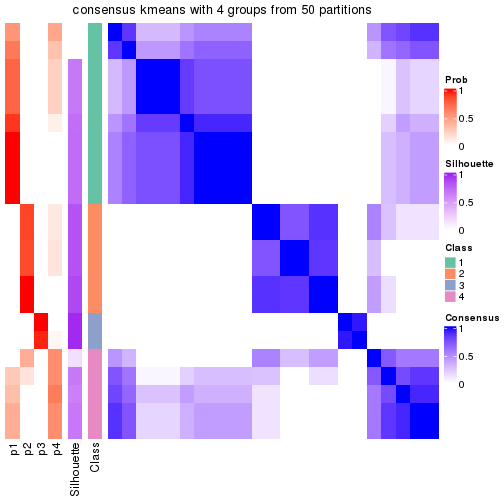 consensus kmeans with 4 groups from 50 partitions
Prob
1
0.5
0
Silhouette
1
0.5
0
Class
1
2
3
4
Consensus
1
0.5
0
p1
p2
p3
p4
Silhouette
Class